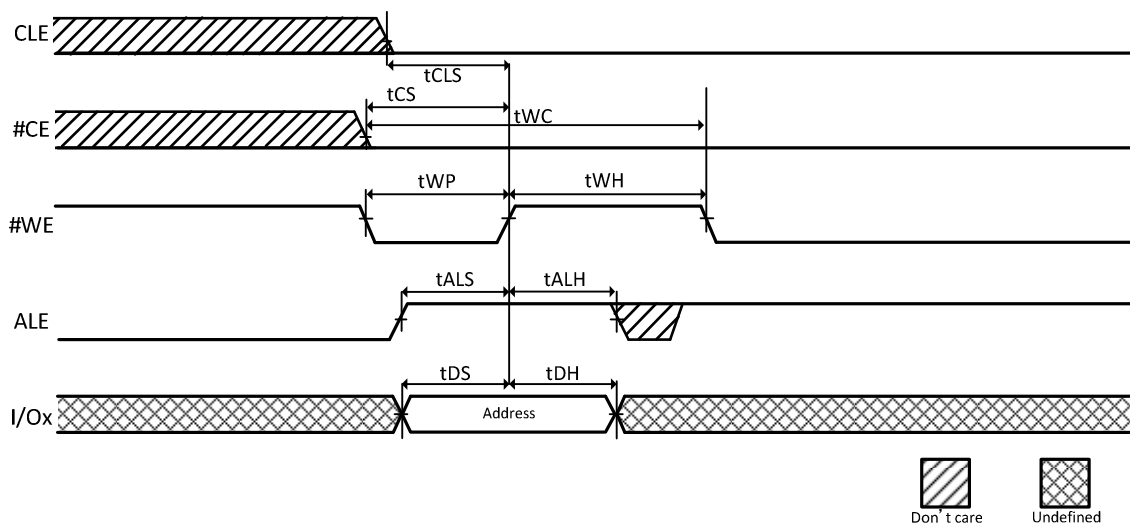 CLE
tCLS
tCS
tWC
#CE
tWP
tWH
#WE
tALS
tALH
ALE
tDS
tDH
I/Ox
Address
Don’t care
Undefined